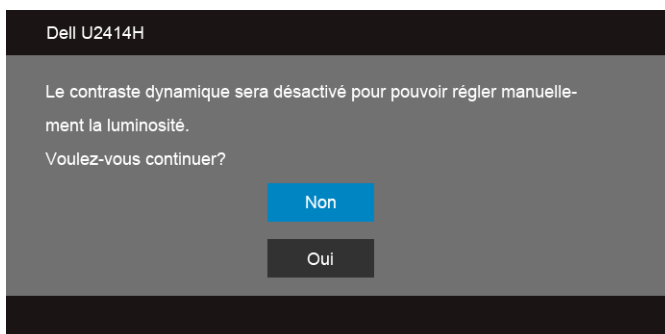 Dell U2414H
Le contraste dynamique sera désactivé pour pouvoir régler manuelle-
ment la luminosité.
Voulez-vous continuer?
Non
Oui